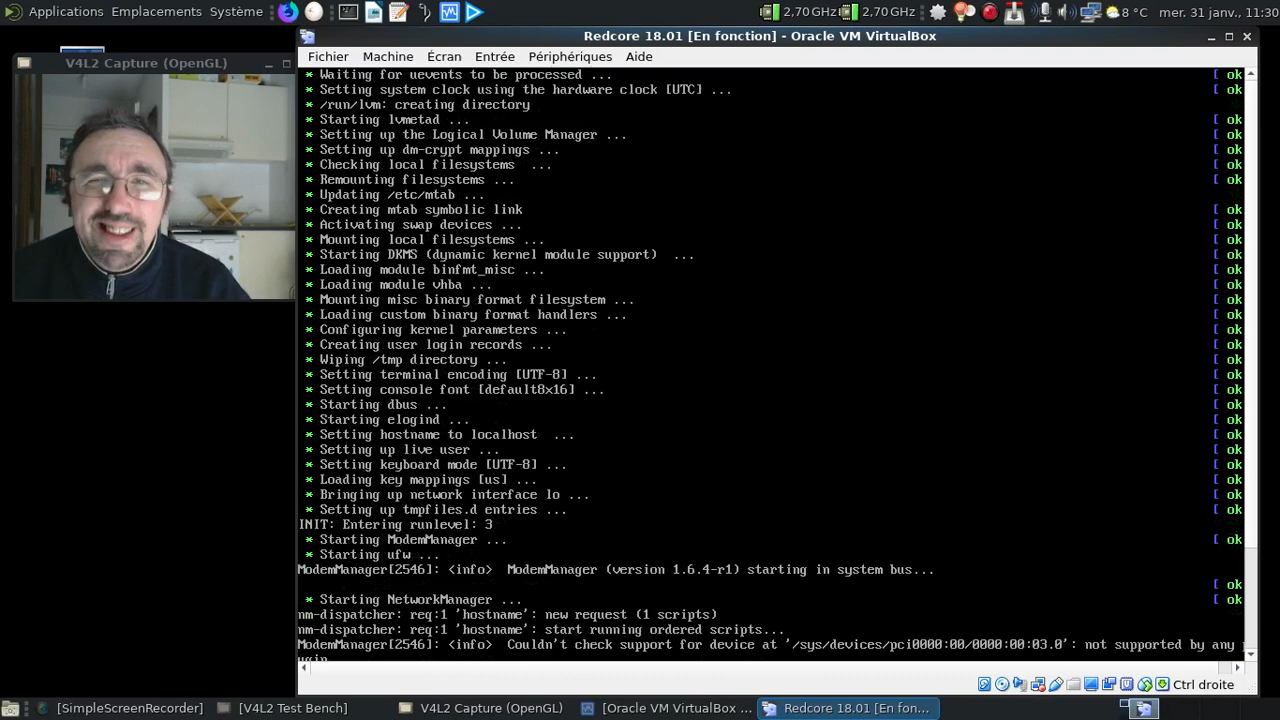 Applications Emplacements Système
2,70 GHz 2,70 GHz 8 °C mer. 31 janv., 11:30
Redcore 18.01 [En fonction] - Oracle VM VirtualBox
V4L2 Capture (OpenGL)
Fichier Machine Écran Entrée Périphériques Aide
* Waiting for uevents to be processed ... [ ok
* Setting system clock using the hardware clock [UTC] ... [ ok
* /run/lvm: creating directory
* Starting lvmetad ... [ ok
* Setting up the Logical Volume Manager ... [ ok
* Setting up dm-crypt mappings ... [ ok
* Checking local filesystems ... [ ok
* Remounting filesystems ... [ ok
* Updating /etc/mtab ...
* Creating mtab symbolic link [ ok
* Activating swap devices ... [ ok
* Mounting local filesystems ... [ ok
* Starting DKMS (dynamic kernel module support) ... [ ok
* Loading module binfmt_misc ... [ ok
* Loading module vhba ... [ ok
* Mounting misc binary format filesystem ... [ ok
* Loading custom binary format handlers ... [ ok
* Configuring kernel parameters ... [ ok
* Creating user login records ... [ ok
* Wiping /tmp directory ... [ ok
* Setting terminal encoding [UTF-8] ... [ ok
* Setting console font [default8x16] ... [ ok
* Starting dbus ... [ ok
* Starting elogind ... [ ok
* Setting hostname to localhost ... [ ok
* Setting up live user ... [ ok
* Setting keyboard mode [UTF-8] ... [ ok
* Loading key mappings [us] ... [ ok
* Bringing up network interface lo ... [ ok
* Setting up tmpfiles.d entries ... [ ok
INIT: Entering runlevel: 3
* Starting ModemManager ... [ ok
* Starting ufw ...
ModemManager[2546]: <info> ModemManager (version 1.6.4-r1) starting in system bus...
[ ok
* Starting NetworkManager ... [ ok
nm-dispatcher: req:1 'hostname': new request (1 scripts)
nm-dispatcher: req:1 'hostname': start running ordered scripts...
ModemManager[2546]: <info> Couldn't check support for device at '/sys/devices/pci0000:00/0000:00:03.0': not supported by any p
ugin
Ctrl droite
[SimpleScreenRecorder] [V4L2 Test Bench] V4L2 Capture (OpenGL) [Oracle VM VirtualBox ... Redcore 18.01 [En fon...